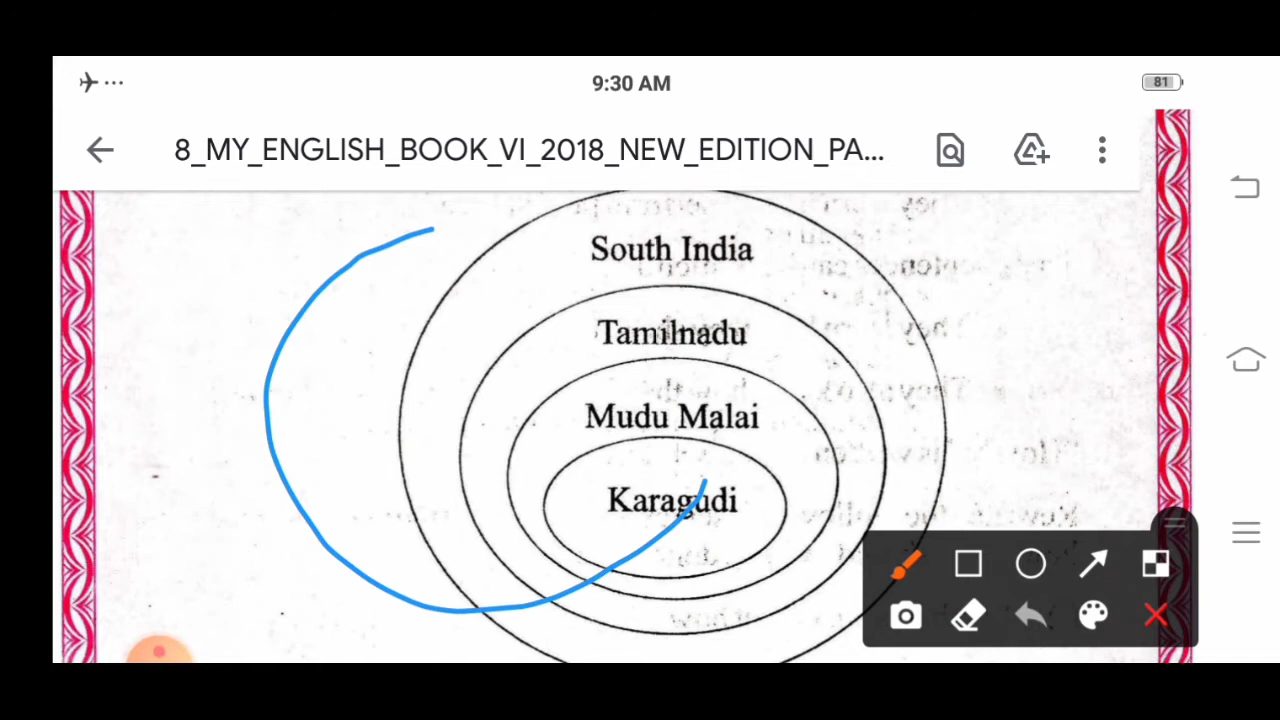 9:30 AM
81
8_MY_ENGLISH_BOOK_VI_2018_NEW_EDITION_PA...
South India
Tamilnadu
Mudu Malai
Karagudi